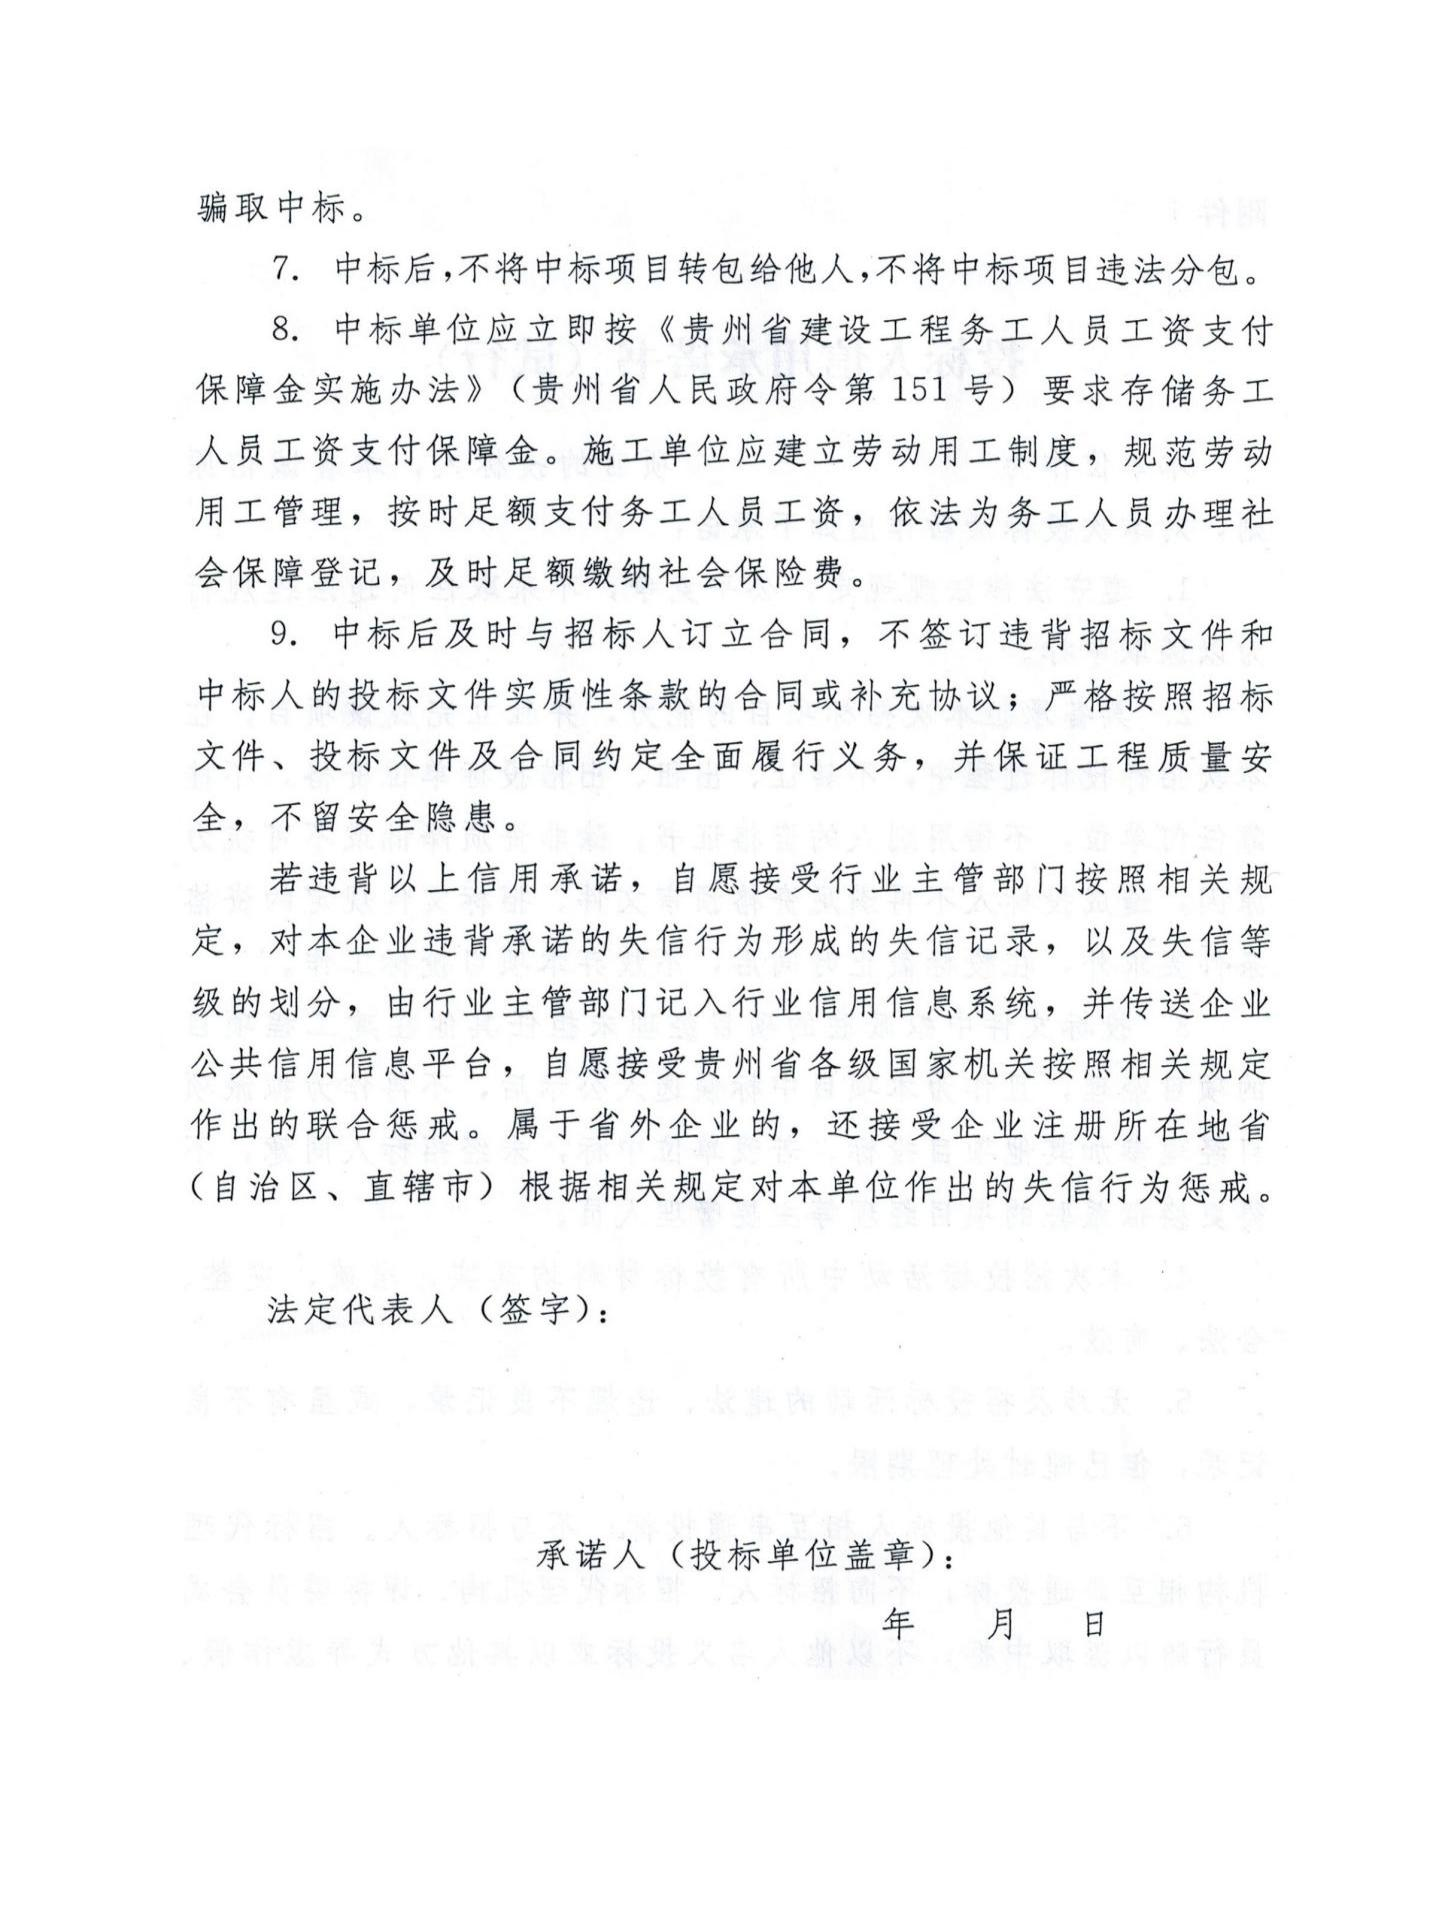 骗取中标。
7. 中标后,不将中标项目转包给他人,不将中标项目违法分包。
8. 中标单位应立即按《贵州省建设工程务工人员工资支付
保障金实施办法》（贵州省人民政府令第 151 号）要求存储务工
人员工资支付保障金。施工单位应建立劳动用工制度，规范劳动
用工管理，按时足额支付务工人员工资，依法为务工人员办理社
会保障登记，及时足额缴纳社会保险费。
9. 中标后及时与招标人订立合同，不签订违背招标文件和
中标人的投标文件实质性条款的合同或补充协议；严格按照招标
文件、投标文件及合同约定全面履行义务，并保证工程质量安
全，不留安全隐患。
若违背以上信用承诺，自愿接受行业主管部门按照相关规
定，对本企业违背承诺的失信行为形成的失信记录，以及失信等
级的划分，由行业主管部门记入行业信用信息系统，并传送企业
公共信用信息平台，自愿接受贵州省各级国家机关按照相关规定
作出的联合惩戒。属于省外企业的，还接受企业注册所在地省
（自治区、直辖市）根据相关规定对本单位作出的失信行为惩戒。
法定代表人（签字）：
承诺人（投标单位盖章）：
年 月 日